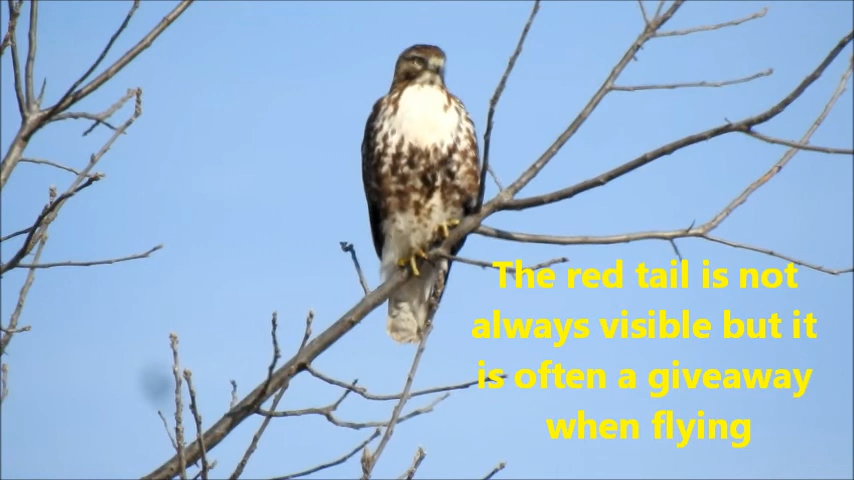 The red tail is not
always visible but it
is often a giveaway
when flying